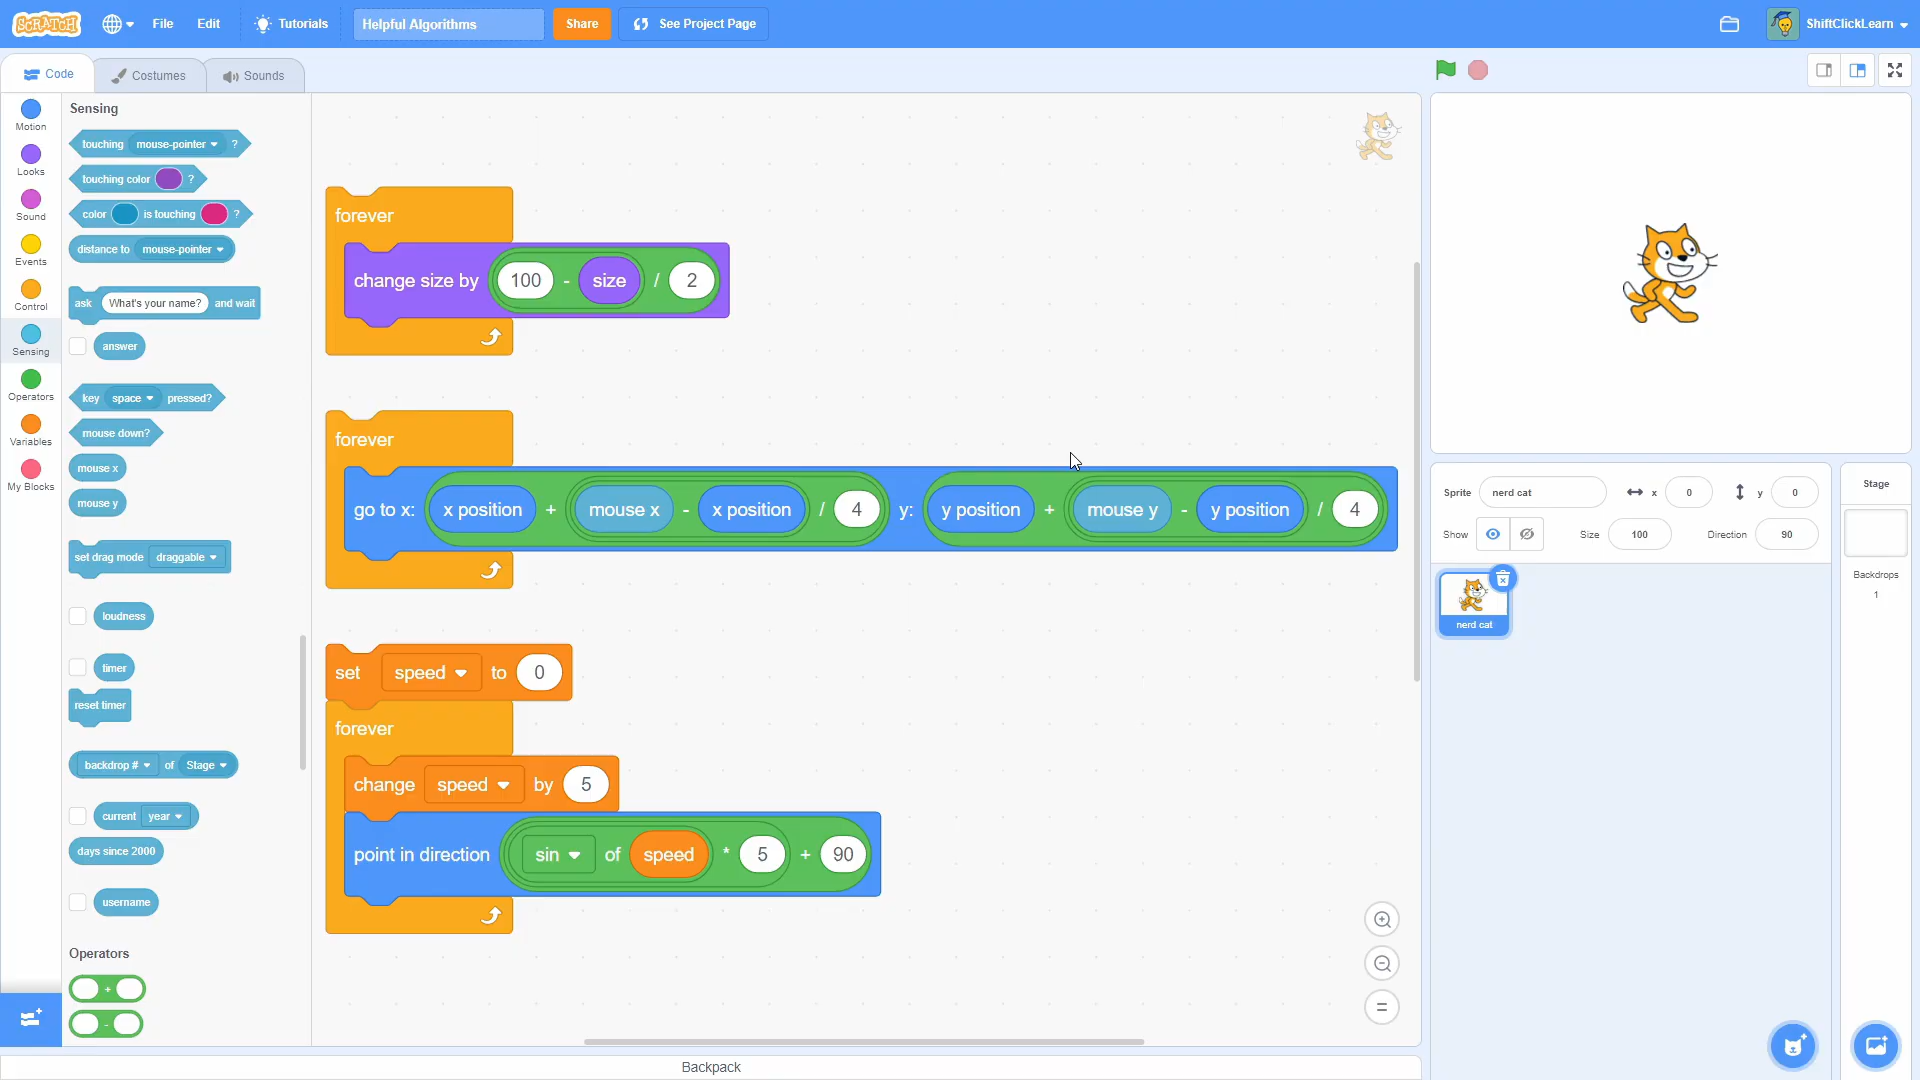 SCRATCH File Edit Tutorials Helpful Algorithms Share See Project Page ShiftClickLearn
Code Costumes Sounds
Motion
Looks
Sound
Events
Control
Sensing
Operators
Variables
My Blocks
Sensing
touching mouse-pointer ?
touching color ?
color is touching ?
distance to mouse-pointer
ask What's your name? and wait
answer
key space pressed?
mouse down?
mouse x
mouse y
set drag mode draggable
loudness
timer
reset timer
backdrop # of Stage
current year
days since 2000
username
Operators
+
-
forever
change size by 100 - size / 2
forever
go to x: x position + mouse x - x position / 4 y: y position + mouse y - y position / 4
set speed to 0
forever
change speed by 5
point in direction sin of speed * 5 + 90
Backpack
Sprite nerd cat x 0 y 0
Show Size 100 Direction 90
nerd cat
Stage
Backdrops
1